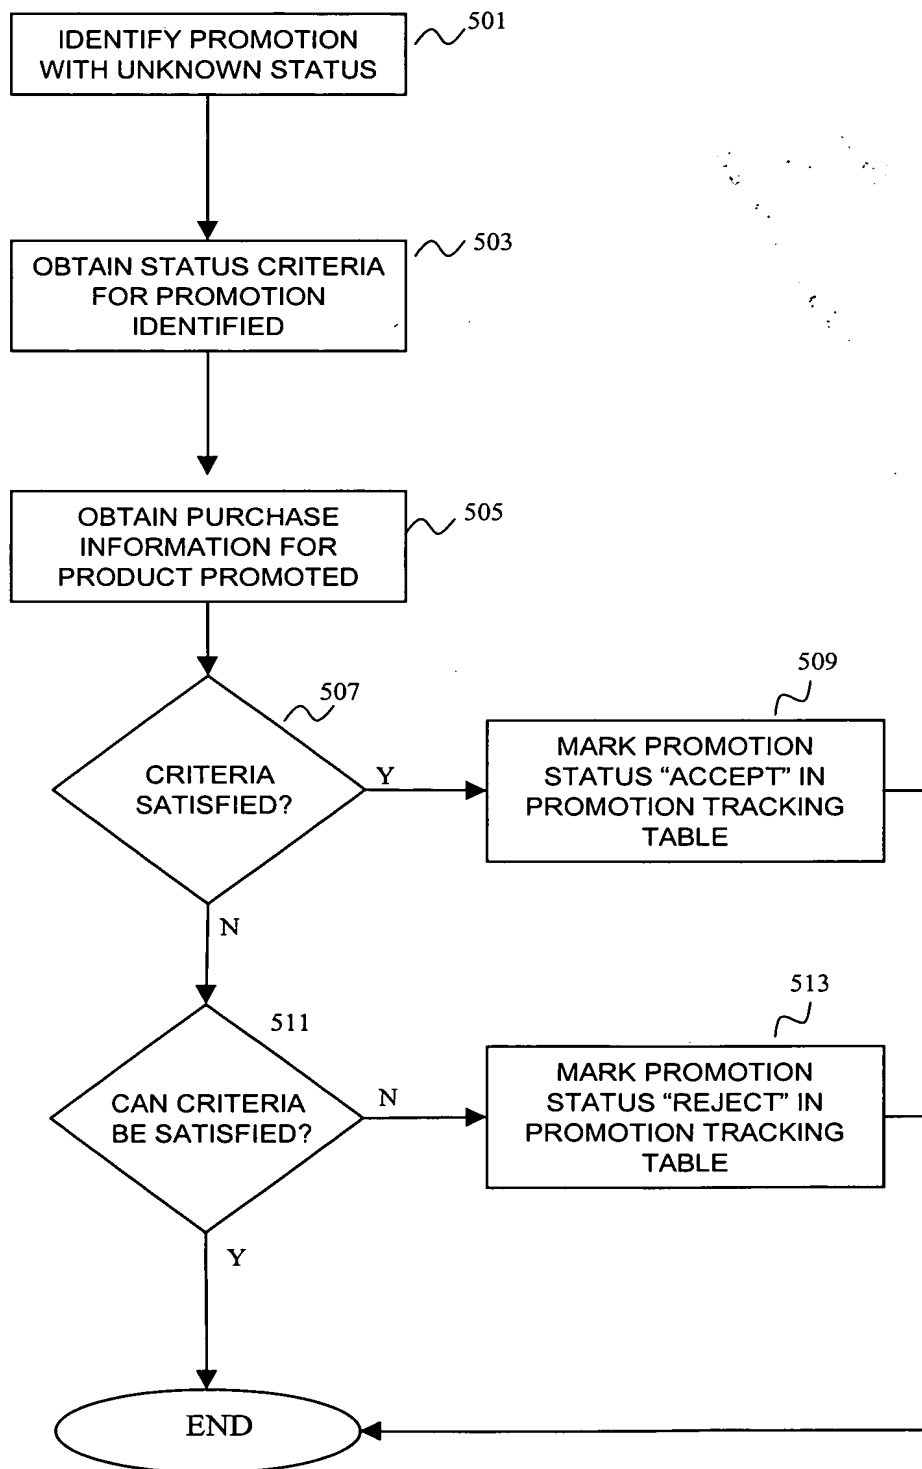 501
IDENTIFY PROMOTION
WITH UNKNOWN STATUS
503
OBTAIN STATUS CRITERIA
FOR PROMOTION
IDENTIFIED
505
OBTAIN PURCHASE
INFORMATION FOR
PRODUCT PROMOTED
507
CRITERIA
SATISFIED?
Y
509
MARK PROMOTION
STATUS “ACCEPT” IN
PROMOTION TRACKING
TABLE
N
511
CAN CRITERIA
BE SATISFIED?
N
513
MARK PROMOTION
STATUS “REJECT” IN
PROMOTION TRACKING
TABLE
Y
END